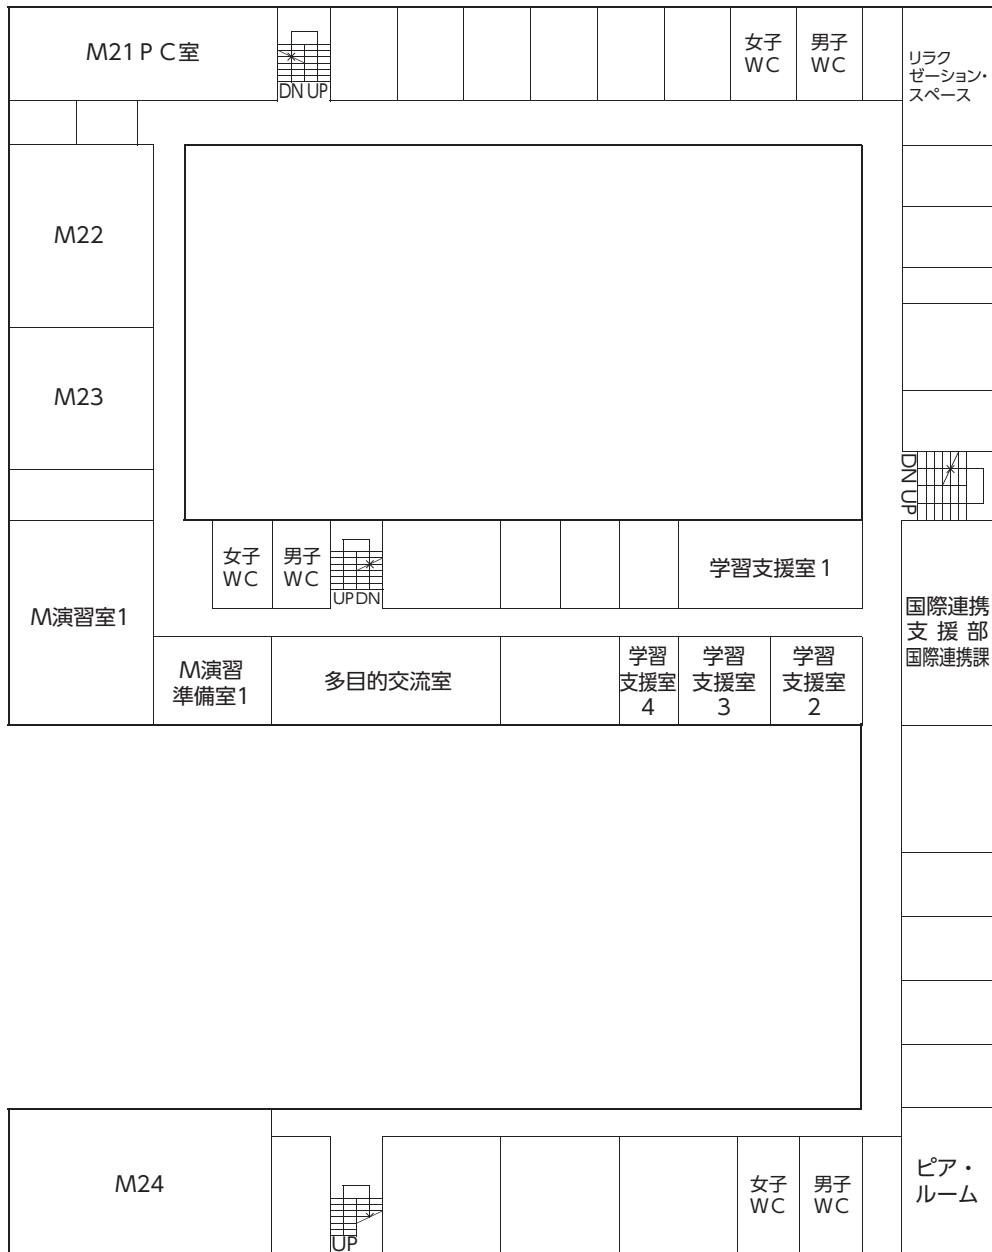 M21ＰＣ室
DN UP
女子
WC
男子
WC
リラク
ゼーション・
スペース
M22
M23
DN UP
女子
WC
男子
WC
UP DN
学習支援室1
M演習室1
国際連携
支援部
国際連携課
M演習
準備室1
多目的交流室
学習
支援室
4
学習
支援室
3
学習
支援室
2
M24
UP
女子
WC
男子
WC
ピア・
ルーム